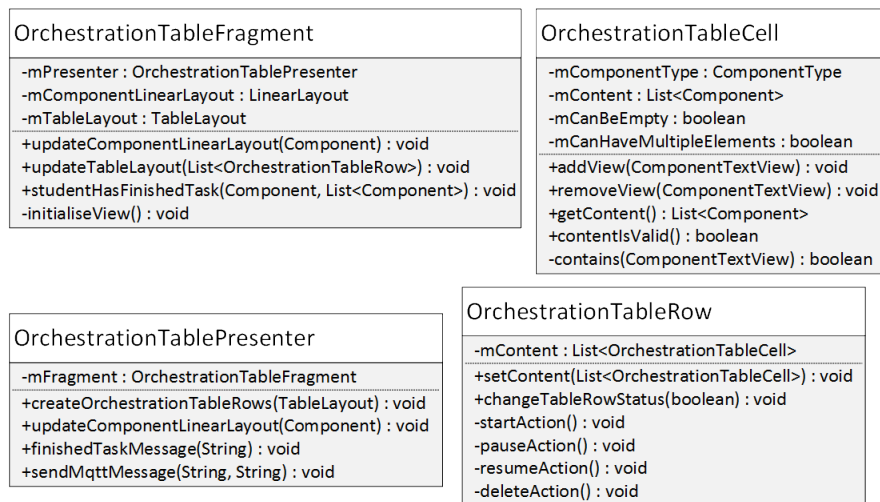 OrchestrationTableFragment
-mPresenter : OrchestrationTablePresenter
-mComponentLinearLayout : LinearLayout
-mTableLayout : TableLayout
+updateComponentLinearLayout(Component) : void
+updateTableLayout(List<OrchestrationTableRow>) : void
+studentHasFinishedTask(Component, List<Component>) : void
-initialiseView() : void
OrchestrationTableCell
-mComponentType : ComponentType
-mContent : List<Component>
-mCanBeEmpty : boolean
-mCanHaveMultipleElements : boolean
+addView(ComponentTextView) : void
+removeView(ComponentTextView) : void
+getContent() : List<Component>
+contentIsValid() : boolean
-contains(ComponentTextView) : boolean
OrchestrationTablePresenter
-mFragment : OrchestrationTableFragment
+createOrchestrationTableRows(TableLayout) : void
+updateComponentLinearLayout(Component) : void
+finishedTaskMessage(String) : void
+sendMqttMessage(String, String) : void
OrchestrationTableRow
-mContent : List<OrchestrationTableCell>
+setContent(List<OrchestrationTableCell>) : void
+changeTableRowStatus(boolean) : void
-startAction() : void
-pauseAction() : void
-resumeAction() : void
-deleteAction() : void